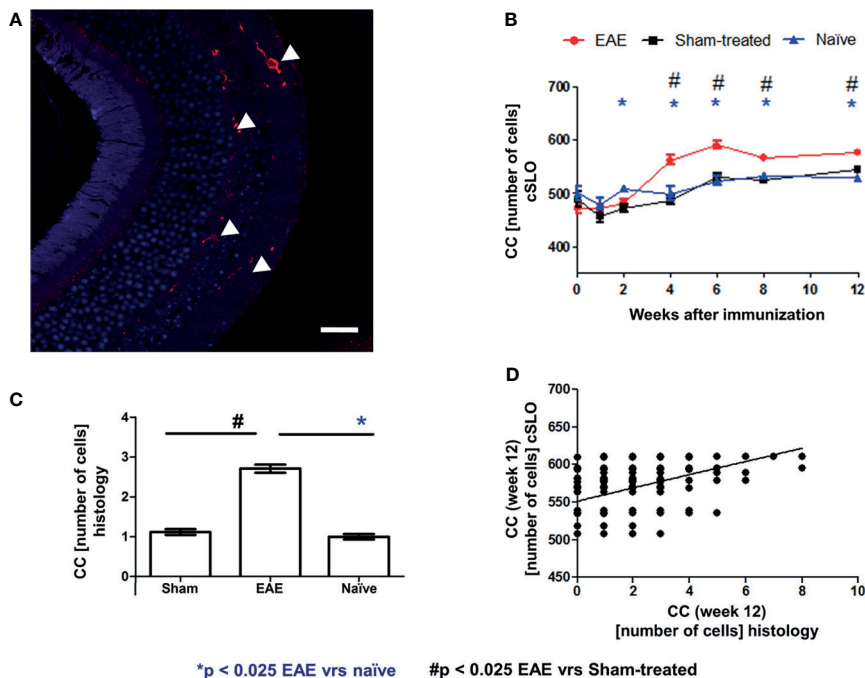 A
B
EAE Sham-treated Naïve
# # # #
* * * * *
CC [number of cells]
cSLO
700
600
500
400
0 2 4 6 8 10 12
Weeks after immunization
C
CC [number of cells]
histology
4
3
2
1
0
# *
Sham EAE Naïve
D
CC (week 12)
[number of cells] cSLO
700
650
600
550
500
450
0 2 4 6 8 10
CC (week 12)
[number of cells] histology
*p < 0.025 EAE vrs naïve #p < 0.025 EAE vrs Sham-treated